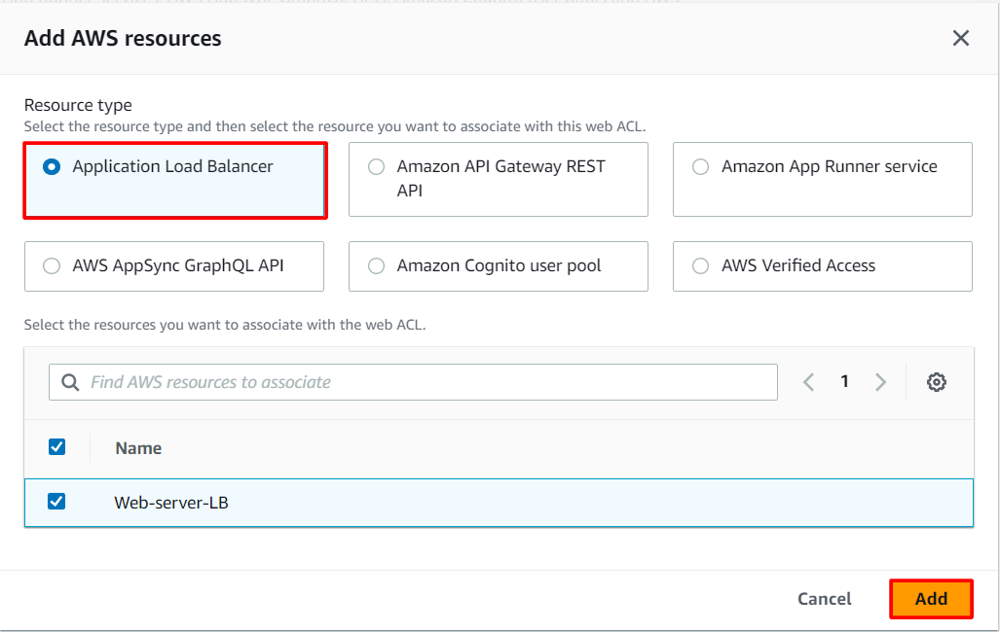 Add AWS resources
Resource type
Select the resource type and then select the resource you want to associate with this web ACL.
Application Load Balancer
Amazon API Gateway REST
API
Amazon App Runner service
AWS AppSync GraphQL API
Amazon Cognito user pool
AWS Verified Access
Select the resources you want to associate with the web ACL.
Find AWS resources to associate
1
Name
Web-server-LB
Cancel
Add